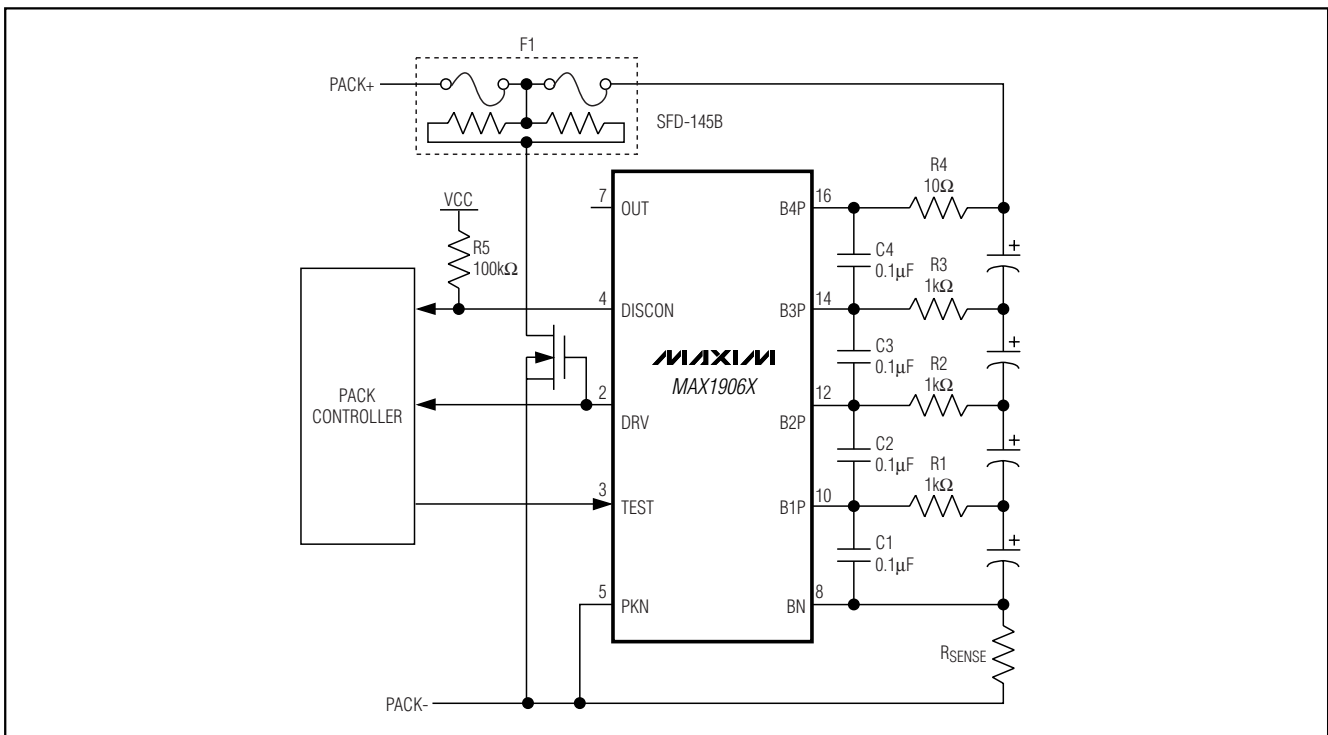 F1
PACK+
SFD-145B
VCC
R5
100kΩ
7
OUT
4
DISCON
2
DRV
3
TEST
5
PKN
PACK
CONTROLLER
MAXIM
MAX1906X
16
B4P
14
B3P
12
B2P
10
B1P
8
BN
R4
10Ω
C4
0.1µF
R3
1kΩ
C3
0.1µF
R2
1kΩ
C2
0.1µF
R1
1kΩ
C1
0.1µF
+
+
+
+
RSENSE
PACK-